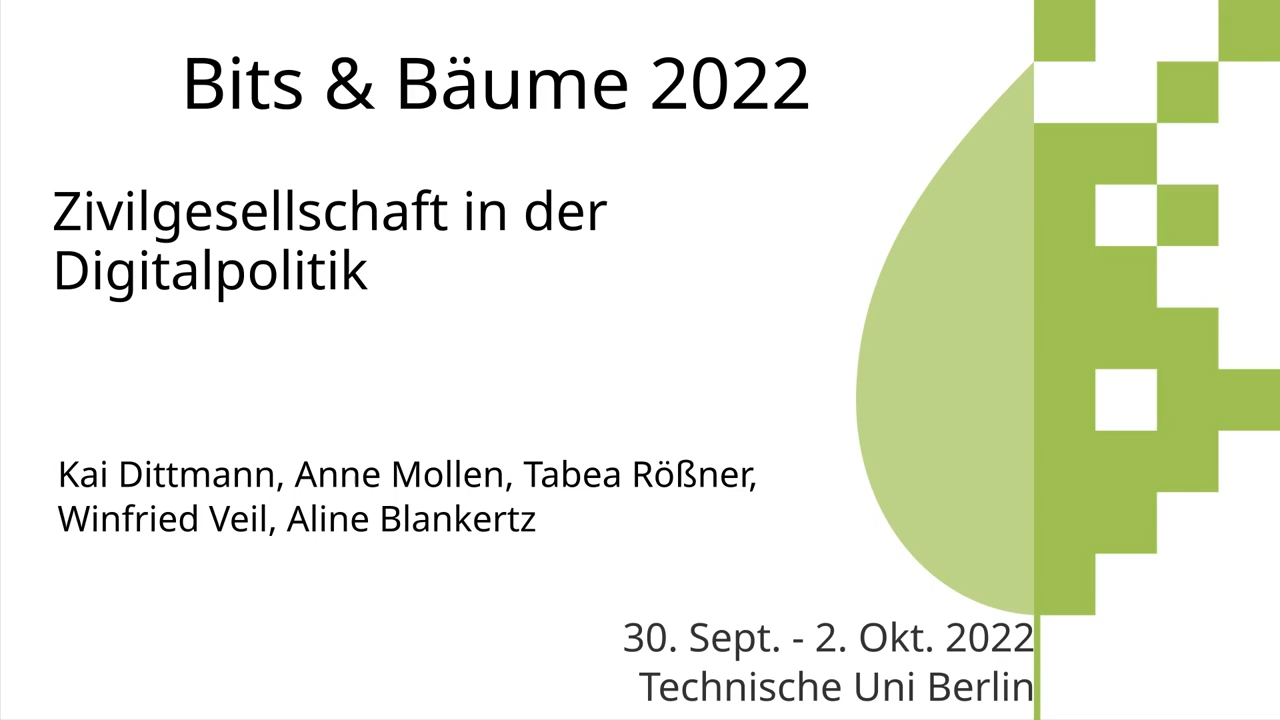 Bits & Bäume 2022
Zivilgesellschaft in der
Digitalpolitik
Kai Dittmann, Anne Mollen, Tabea Rößner,
Winfried Veil, Aline Blankertz
30. Sept. - 2. Okt. 2022
Technische Uni Berlin